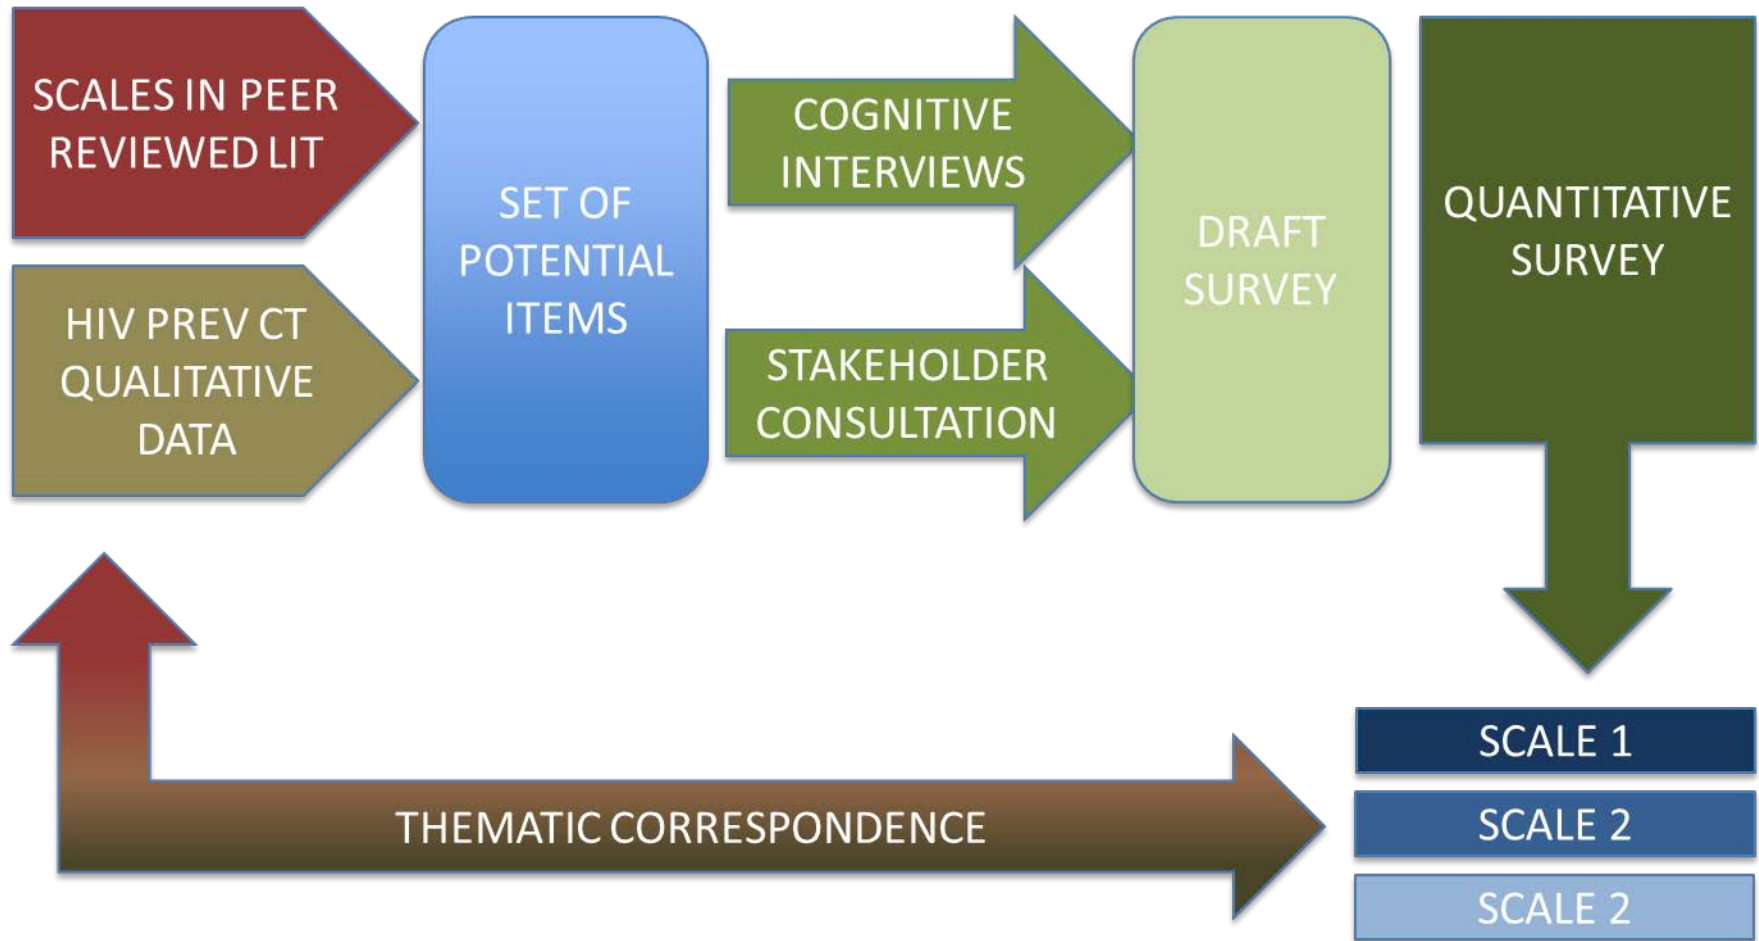 SCALES IN PEER
REVIEWED LIT
HIV PREV CT
QUALITATIVE
DATA
SET OF
POTENTIAL
ITEMS
COGNITIVE
INTERVIEWS
STAKEHOLDER
CONSULTATION
DRAFT
SURVEY
QUANTITATIVE
SURVEY
THEMATIC CORRESPONDENCE
SCALE 1
SCALE 2
SCALE 2